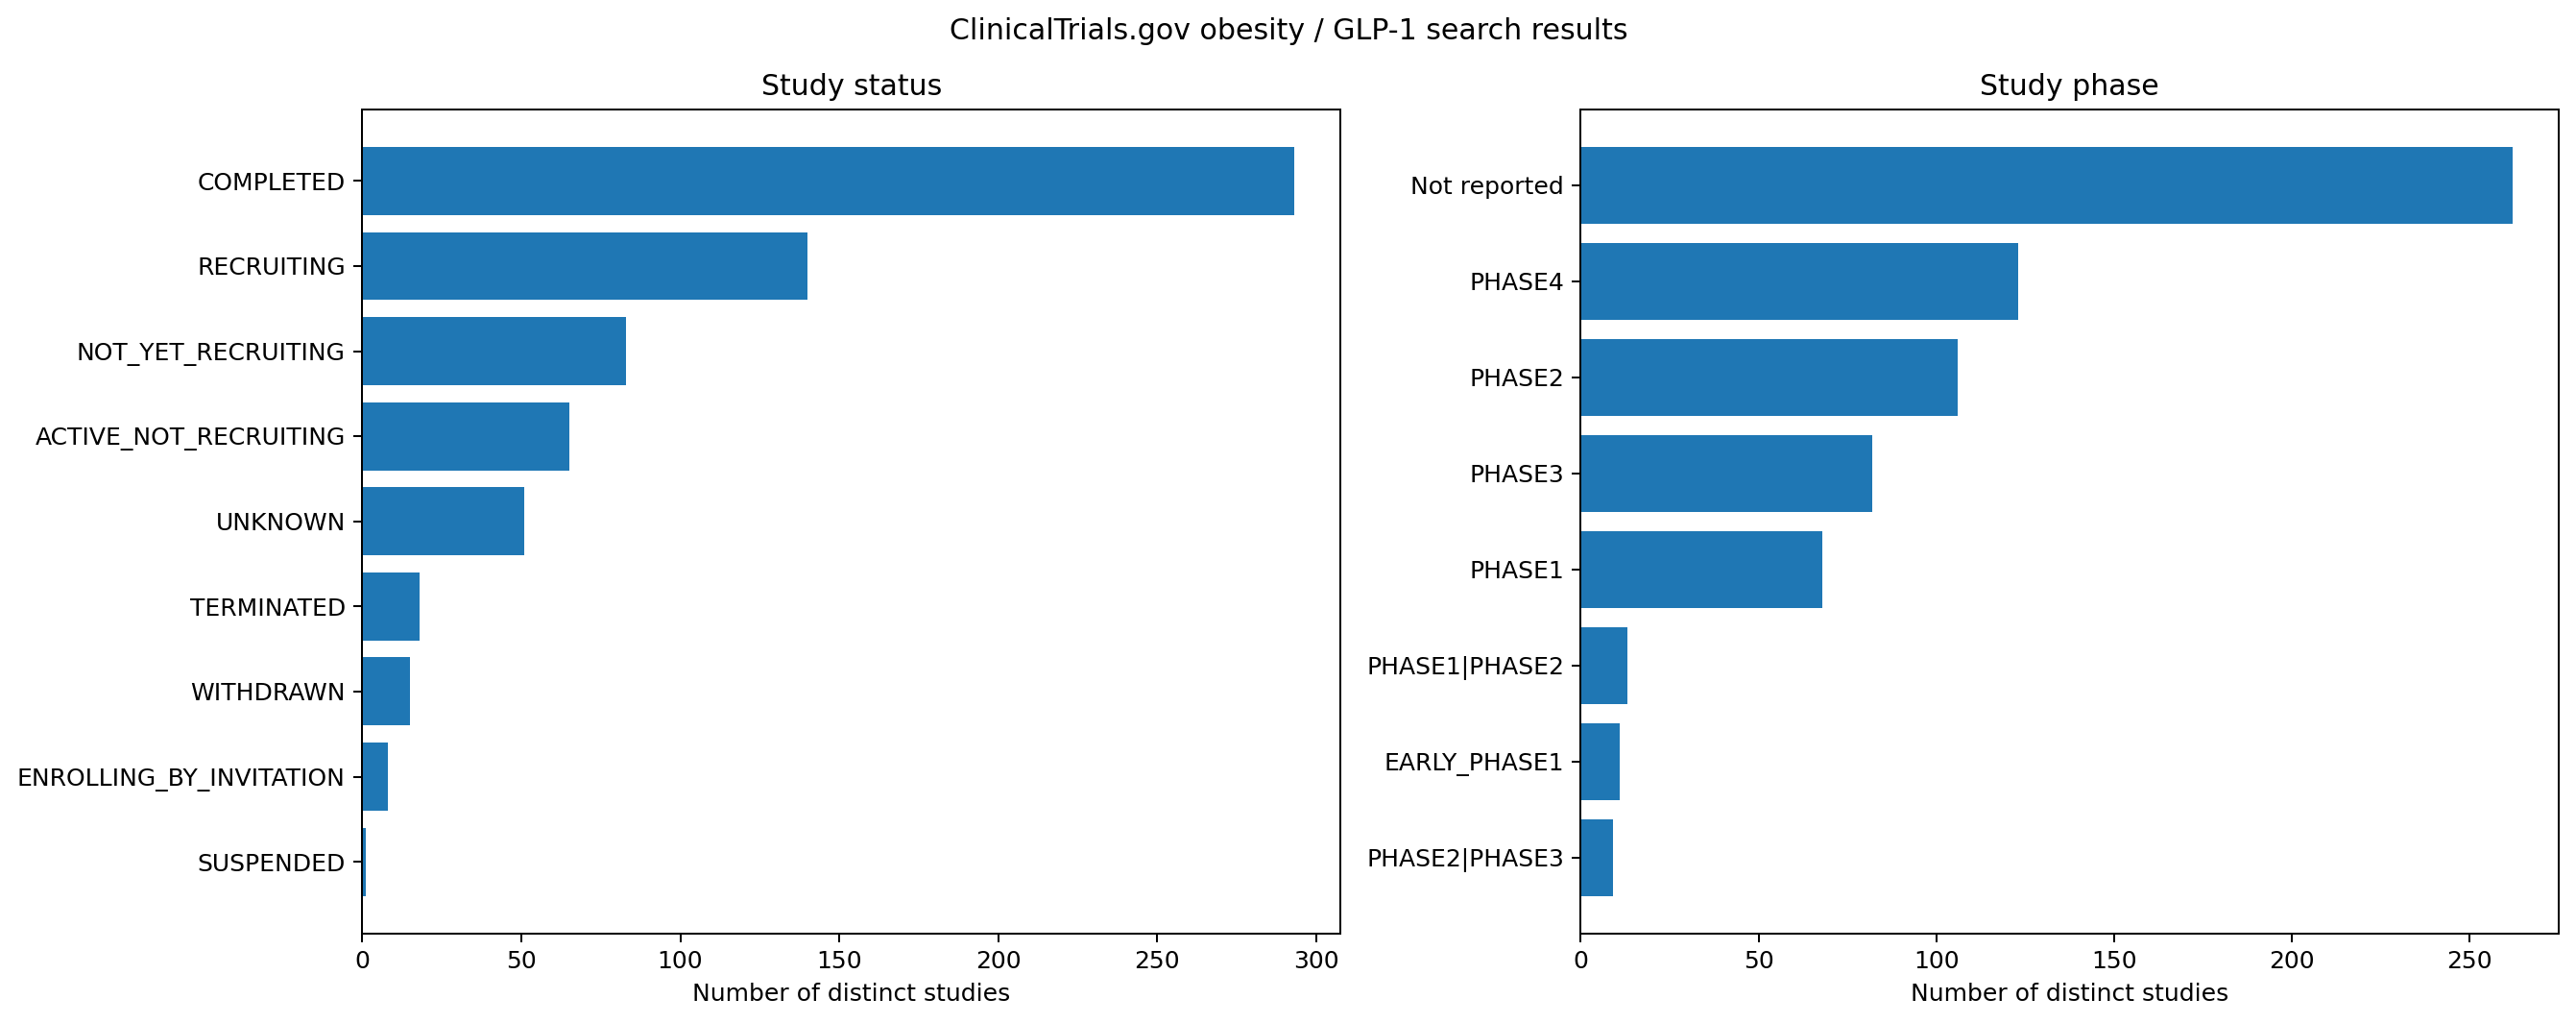 ClinicalTrials.gov obesity / GLP-1 search results
Study status
COMPLETED
RECRUITING
NOT_YET_RECRUITING
ACTIVE_NOT_RECRUITING
UNKNOWN
TERMINATED
WITHDRAWN
ENROLLING_BY_INVITATION
SUSPENDED
0 50 100 150 200 250 300
Number of distinct studies
Study phase
Not reported
PHASE4
PHASE2
PHASE3
PHASE1
PHASE1|PHASE2
EARLY_PHASE1
PHASE2|PHASE3
0 50 100 150 200 250
Number of distinct studies